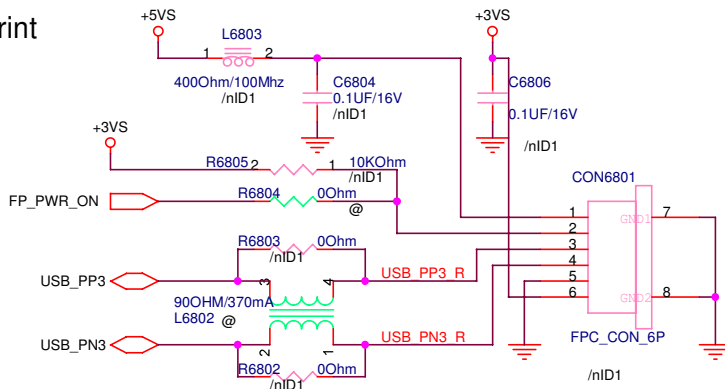 rint
+5VS
+3VS
L6803
1
2
400Ohm/100Mhz
/nID1
C6804
0.1UF/16V
/nID1
C6806
0.1UF/16V
/nID1
+3VS
R6805
2
1
10KOhm
/nID1
FP_PWR_ON
R6804
0Ohm
@
CON6801
1
2
3
4
5
6
GND1
7
GND2
8
FPC_CON_6P
/nID1
R6803
0Ohm
/nID1
USB_PP3
3
4
USB_PP3_R
90OHM/370mA
L6802
@
USB_PN3
2
1
USB_PN3_R
R6802
0Ohm
/nID1